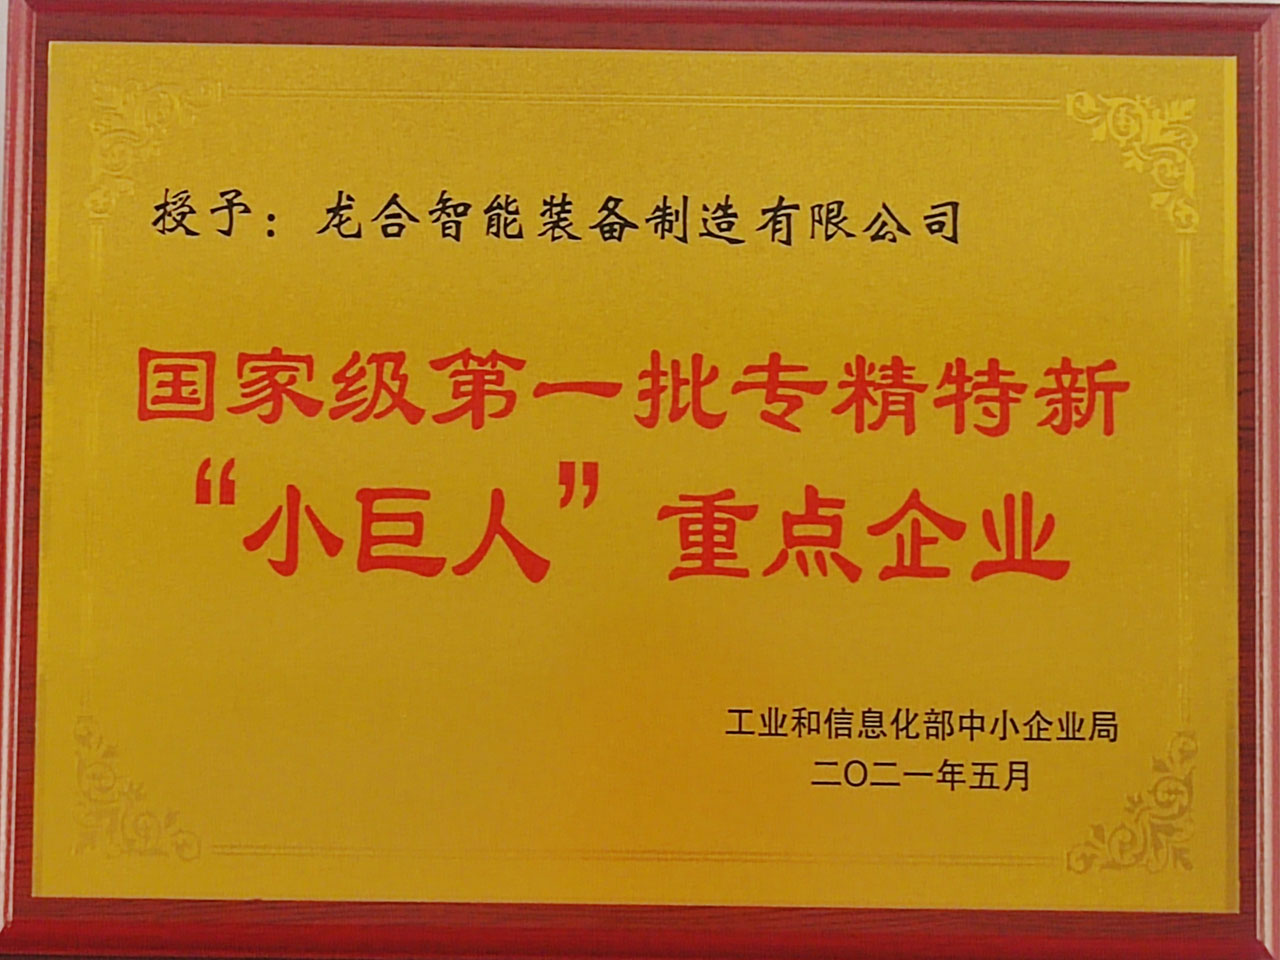 授予：龙合智能装备制造有限公司
国家级第一批专精特新
“小巨人”重点企业
工业和信息化部中小企业局
二〇二一年五月